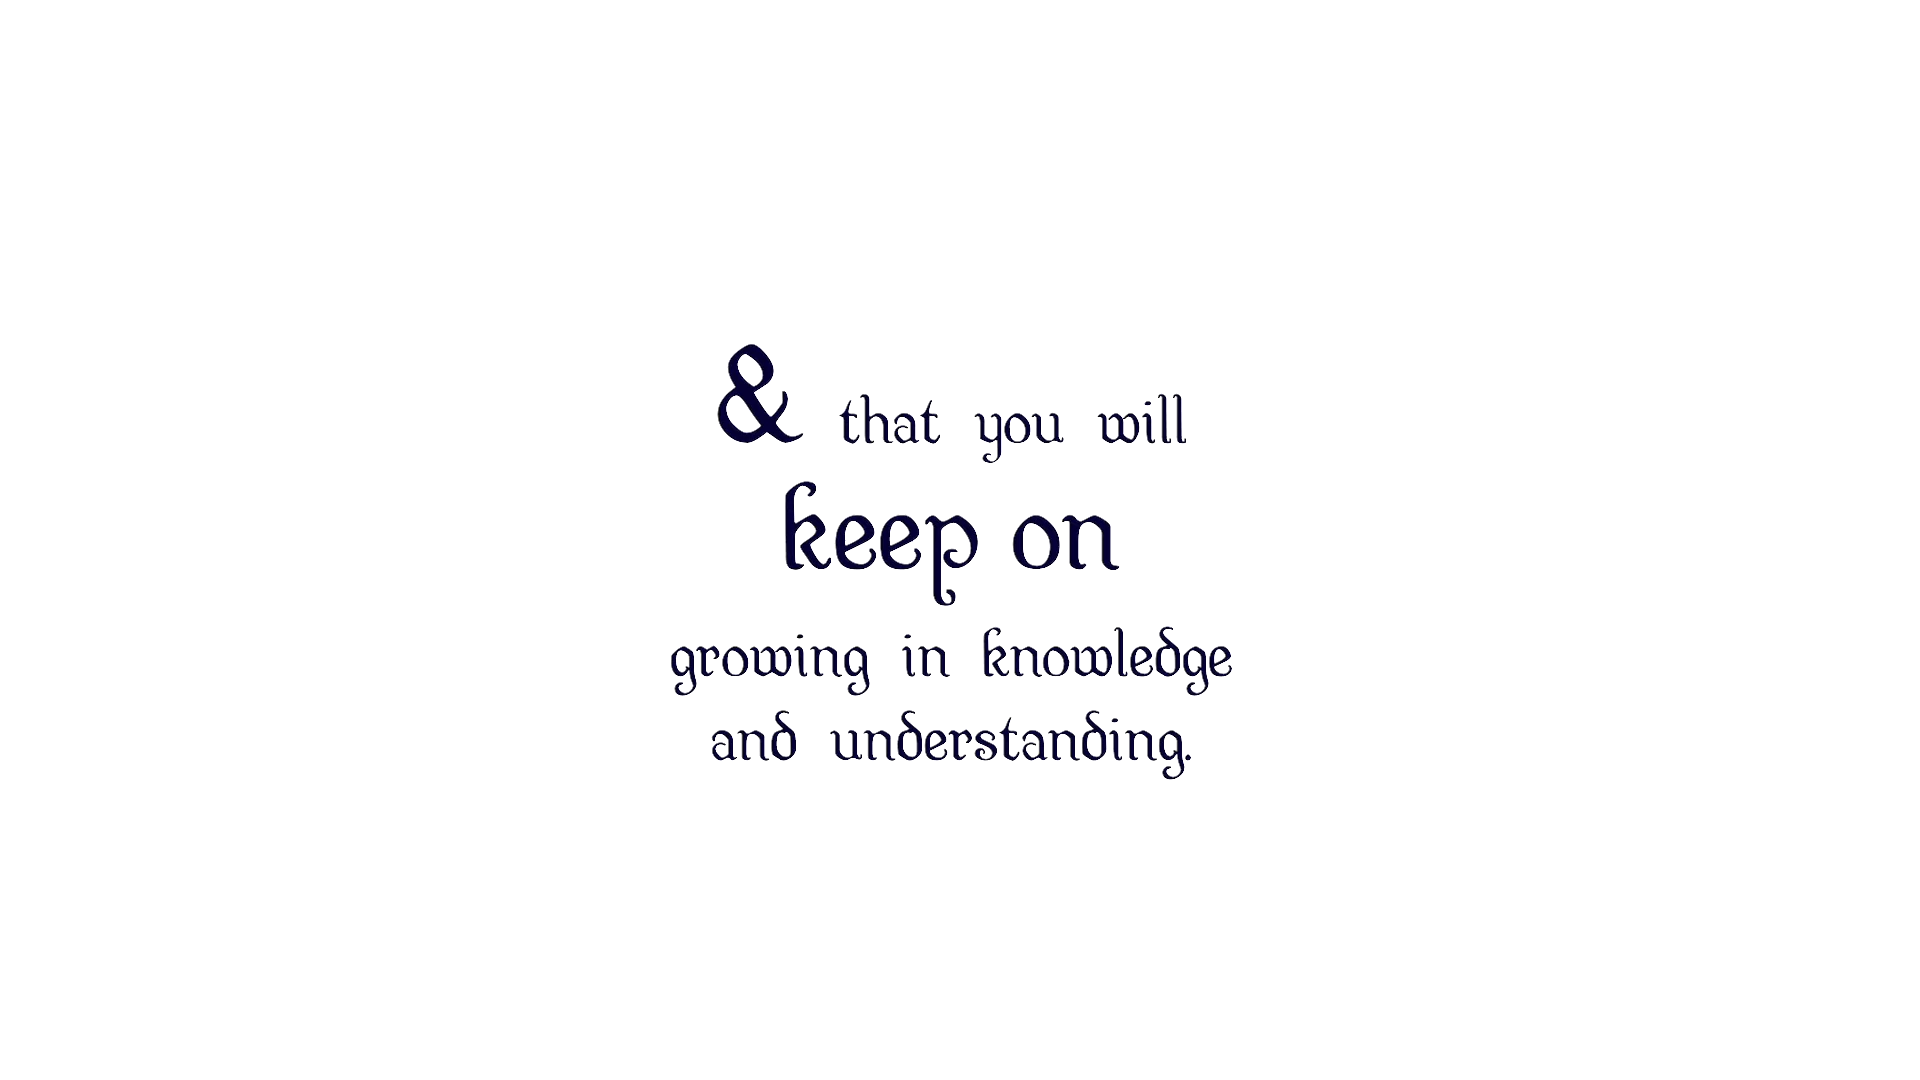 & that you will
keep on
growing in knowledge
and understanding.